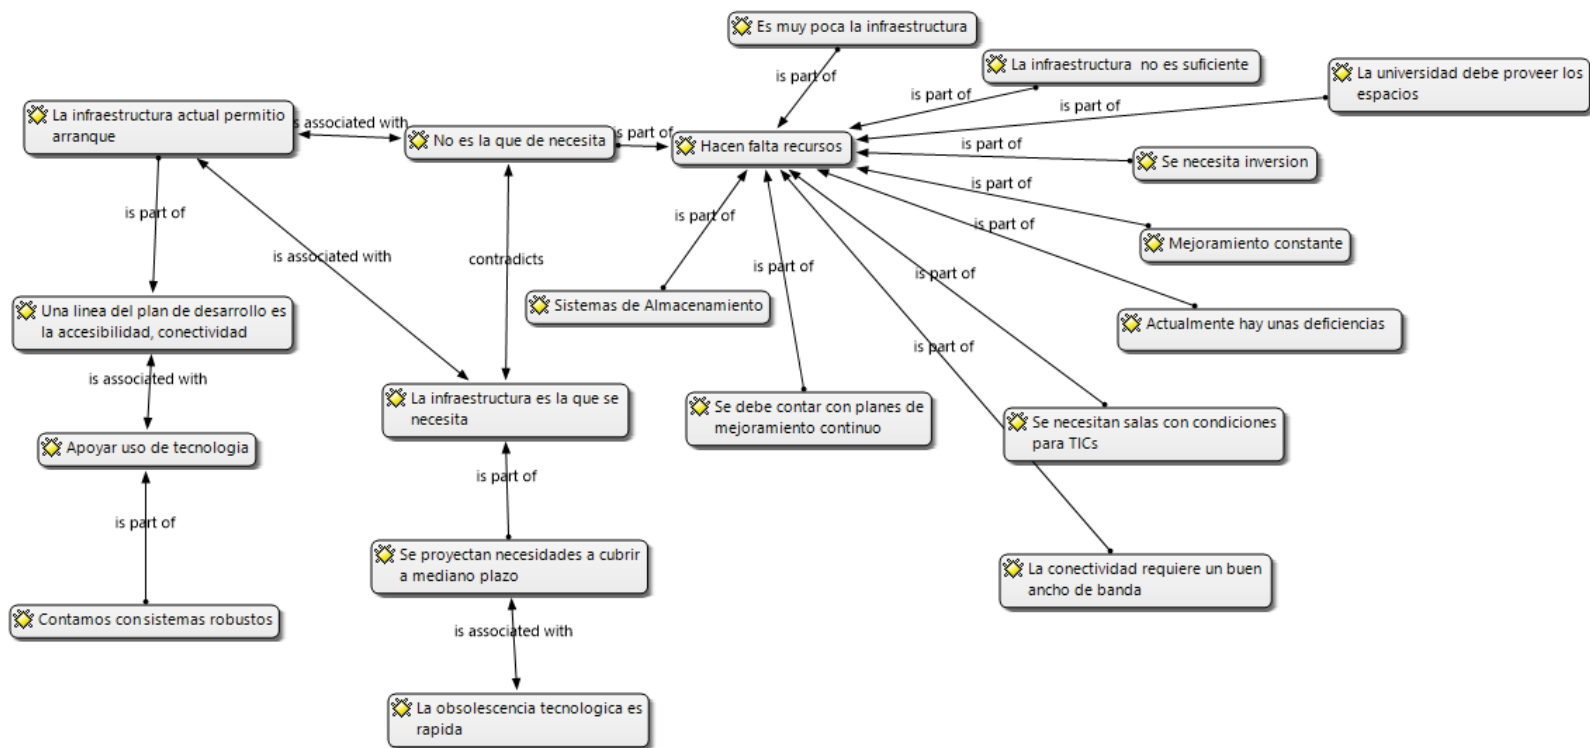 Es muy poca la infraestructura
is part of
La infraestructura no es suficiente
is part of
La universidad debe proveer los
espacios
is part of
La infraestructura actual permitio
arranque
is associated with
No es la que de necesita
is part of
Hacen falta recursos
is part of
Se necesita inversion
is part of
Mejoramiento constante
is part of
Actualmente hay unas deficiencias
is part of
is associated with
contradicts
is part of
Sistemas de Almacenamiento
is part of
is part of
Una linea del plan de desarrollo es
la accesibilidad, conectividad
is part of
is associated with
La infraestructura es la que se
necesita
Se debe contar con planes de
mejoramiento continuo
Se necesitan salas con condiciones
para TICs
Apoyar uso de tecnologia
is part of
is part of
Se proyectan necesidades a cubrir
a mediano plazo
La conectividad requiere un buen
ancho de banda
Contamos con sistemas robustos
is associated with
La obsolescencia tecnologica es
rapida